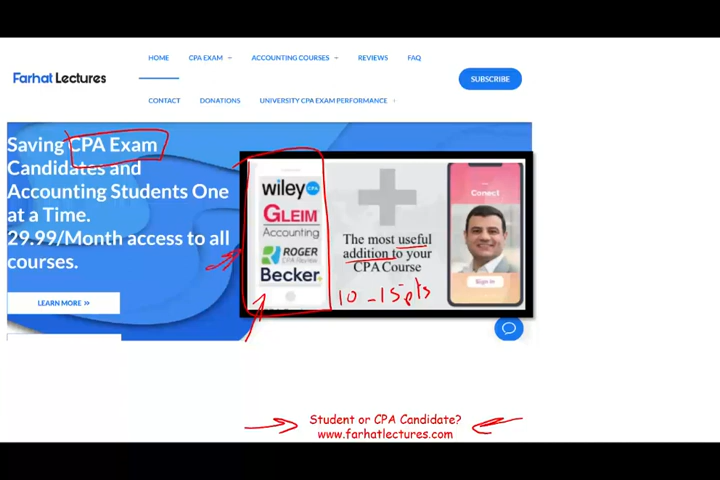 HOME
CPA EXAM
ACCOUNTING COURSES
REVIEWS
FAQ
Farhat Lectures
SUBSCRIBE
CONTACT
DONATIONS
UNIVERSITY CPA EXAM PERFORMANCE
Saving CPA Exam
Candidates and
Accounting Students One
at a Time.
29.99/Month access to all
courses.
LEARN MORE »
wiley CPA
GLEIM
Accounting
ROGER
CPA Review
Becker.
The most useful
addition to your
CPA Course
Conect
Sign in
10-15pts
Student or CPA Candidate?
www.farhatlectures.com